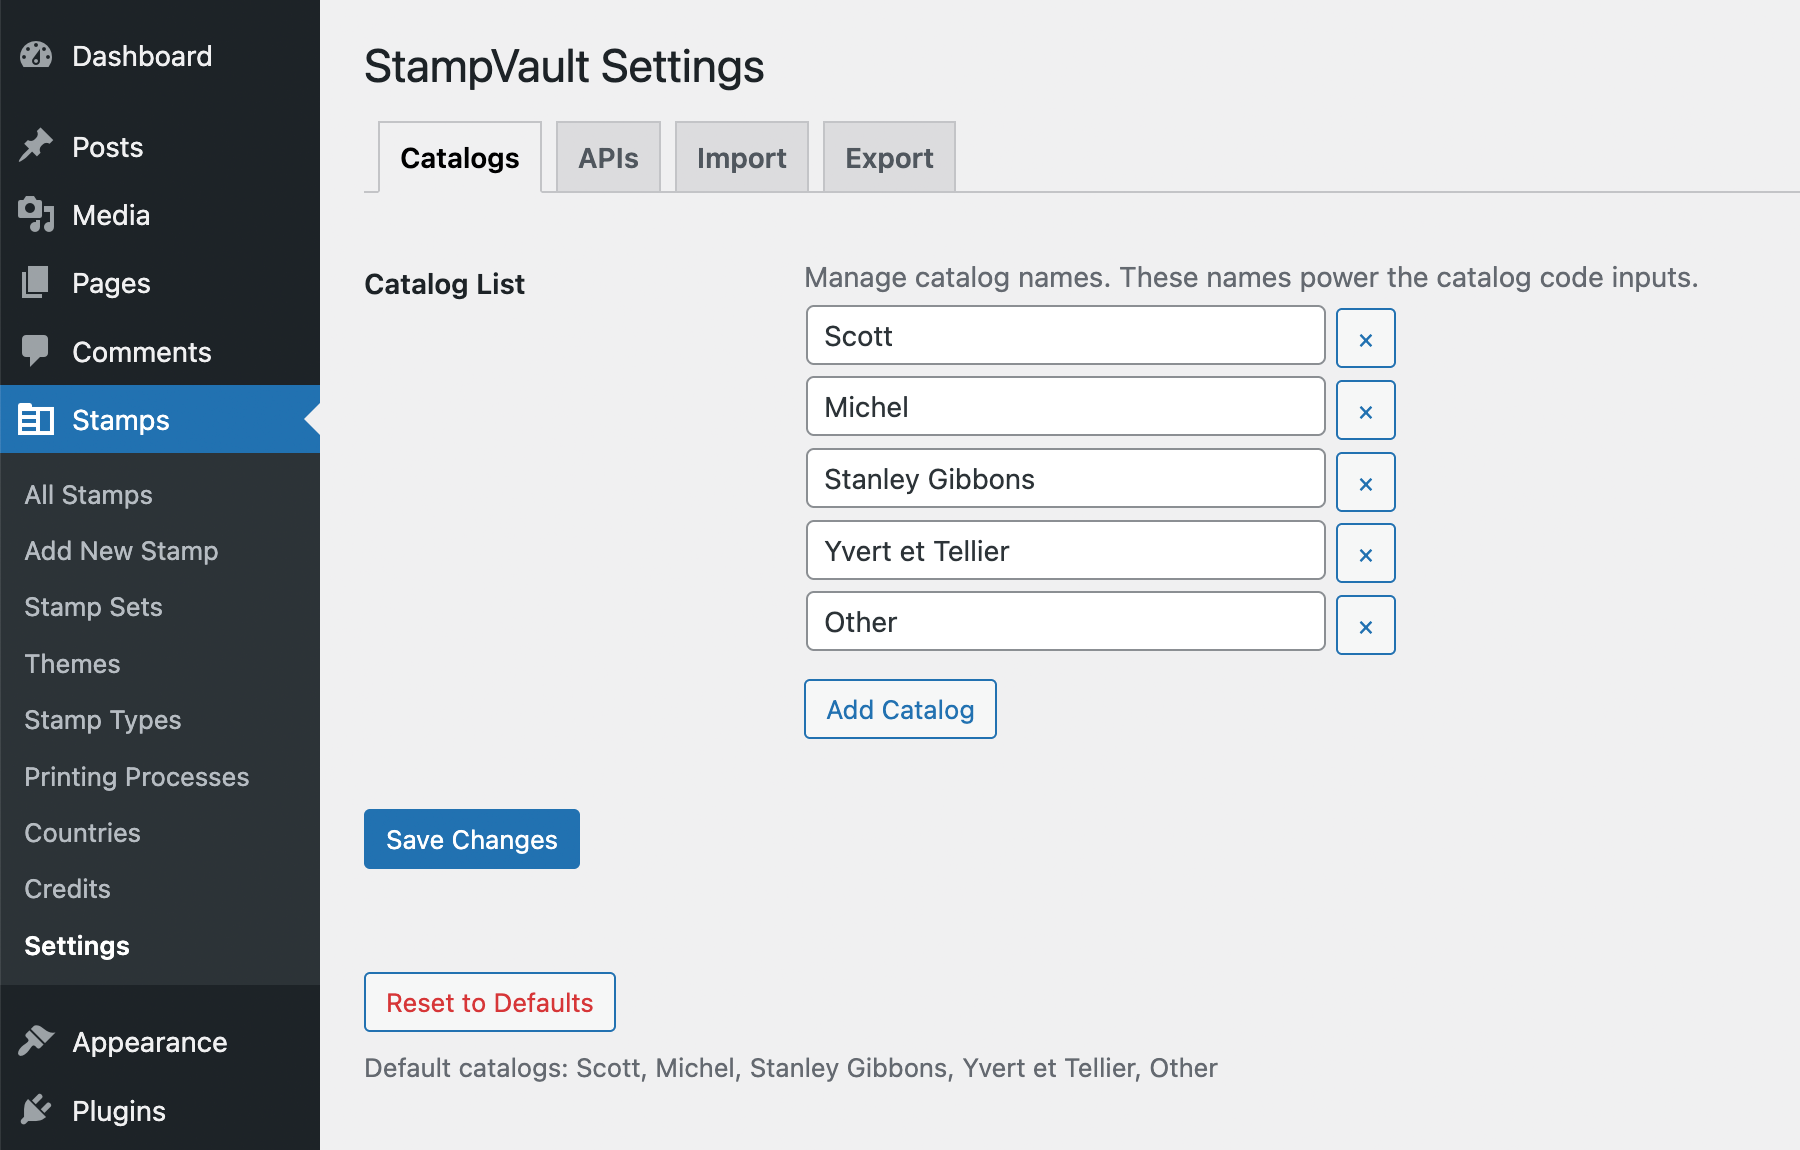 Dashboard
Posts
Media
Pages
Comments
Stamps
All Stamps
Add New Stamp
Stamp Sets
Themes
Stamp Types
Printing Processes
Countries
Credits
Settings
Appearance
Plugins
StampVault Settings
Catalogs
APIs
Import
Export
Catalog List
Manage catalog names. These names power the catalog code inputs.
Scott
×
Michel
×
Stanley Gibbons
×
Yvert et Tellier
×
Other
×
Add Catalog
Save Changes
Reset to Defaults
Default catalogs: Scott, Michel, Stanley Gibbons, Yvert et Tellier, Other